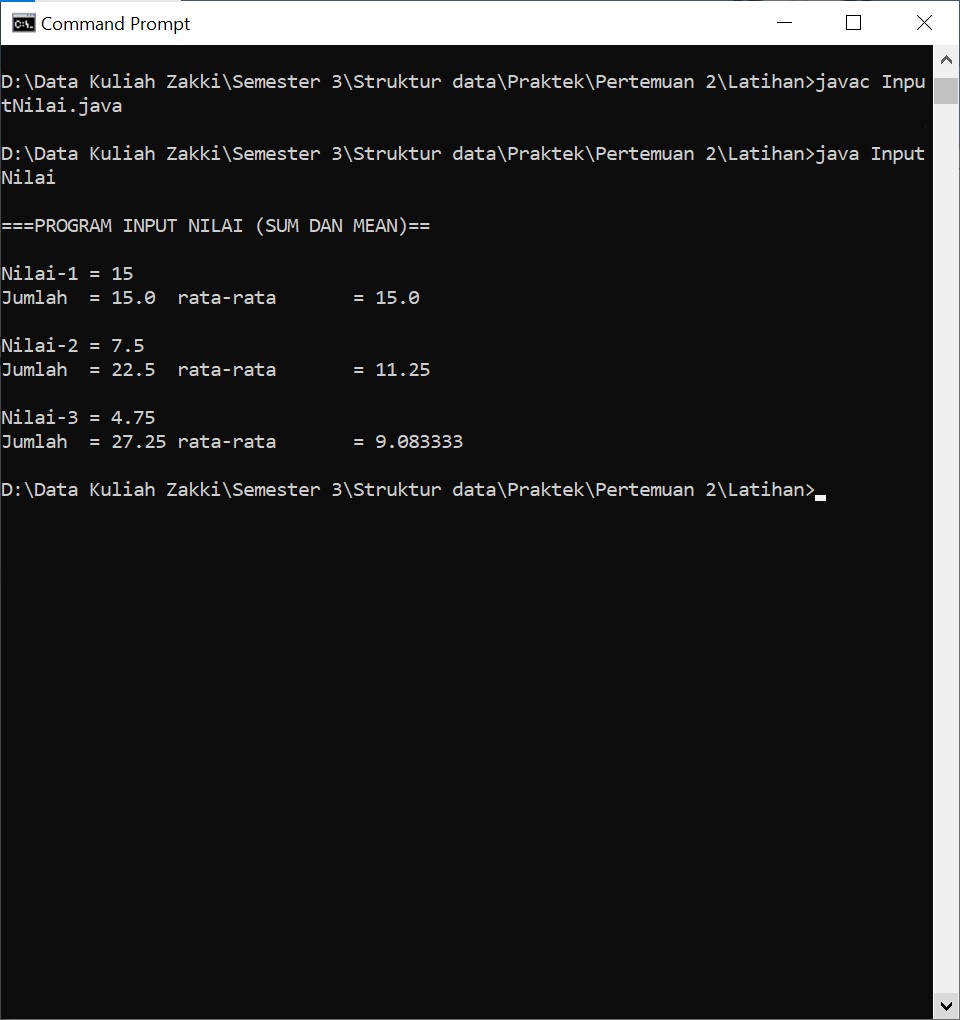 Command Prompt
D:\Data Kuliah Zakki\Semester 3\Struktur data\Praktek\Pertemuan 2\Latihan>javac Inpu
tNilai.java
D:\Data Kuliah Zakki\Semester 3\Struktur data\Praktek\Pertemuan 2\Latihan>java Input
Nilai
===PROGRAM INPUT NILAI (SUM DAN MEAN)==
Nilai-1 = 15
Jumlah  = 15.0  rata-rata       = 15.0
Nilai-2 = 7.5
Jumlah  = 22.5  rata-rata       = 11.25
Nilai-3 = 4.75
Jumlah  = 27.25 rata-rata       = 9.083333
D:\Data Kuliah Zakki\Semester 3\Struktur data\Praktek\Pertemuan 2\Latihan>